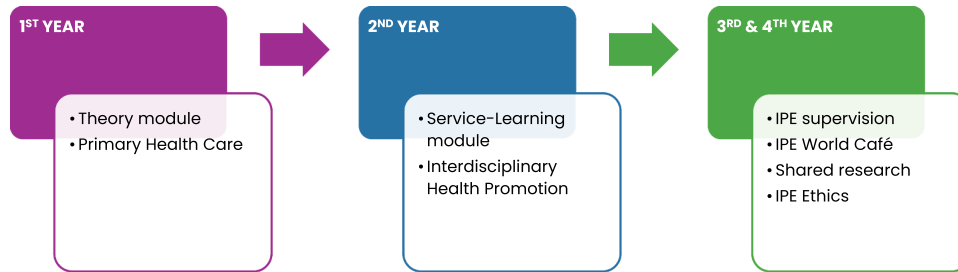 1ST YEAR
• Theory module
• Primary Health Care
2ND YEAR
• Service-Learning
module
• Interdisciplinary
Health Promotion
3RD & 4TH YEAR
• IPE supervision
• IPE World Café
• Shared research
• IPE Ethics